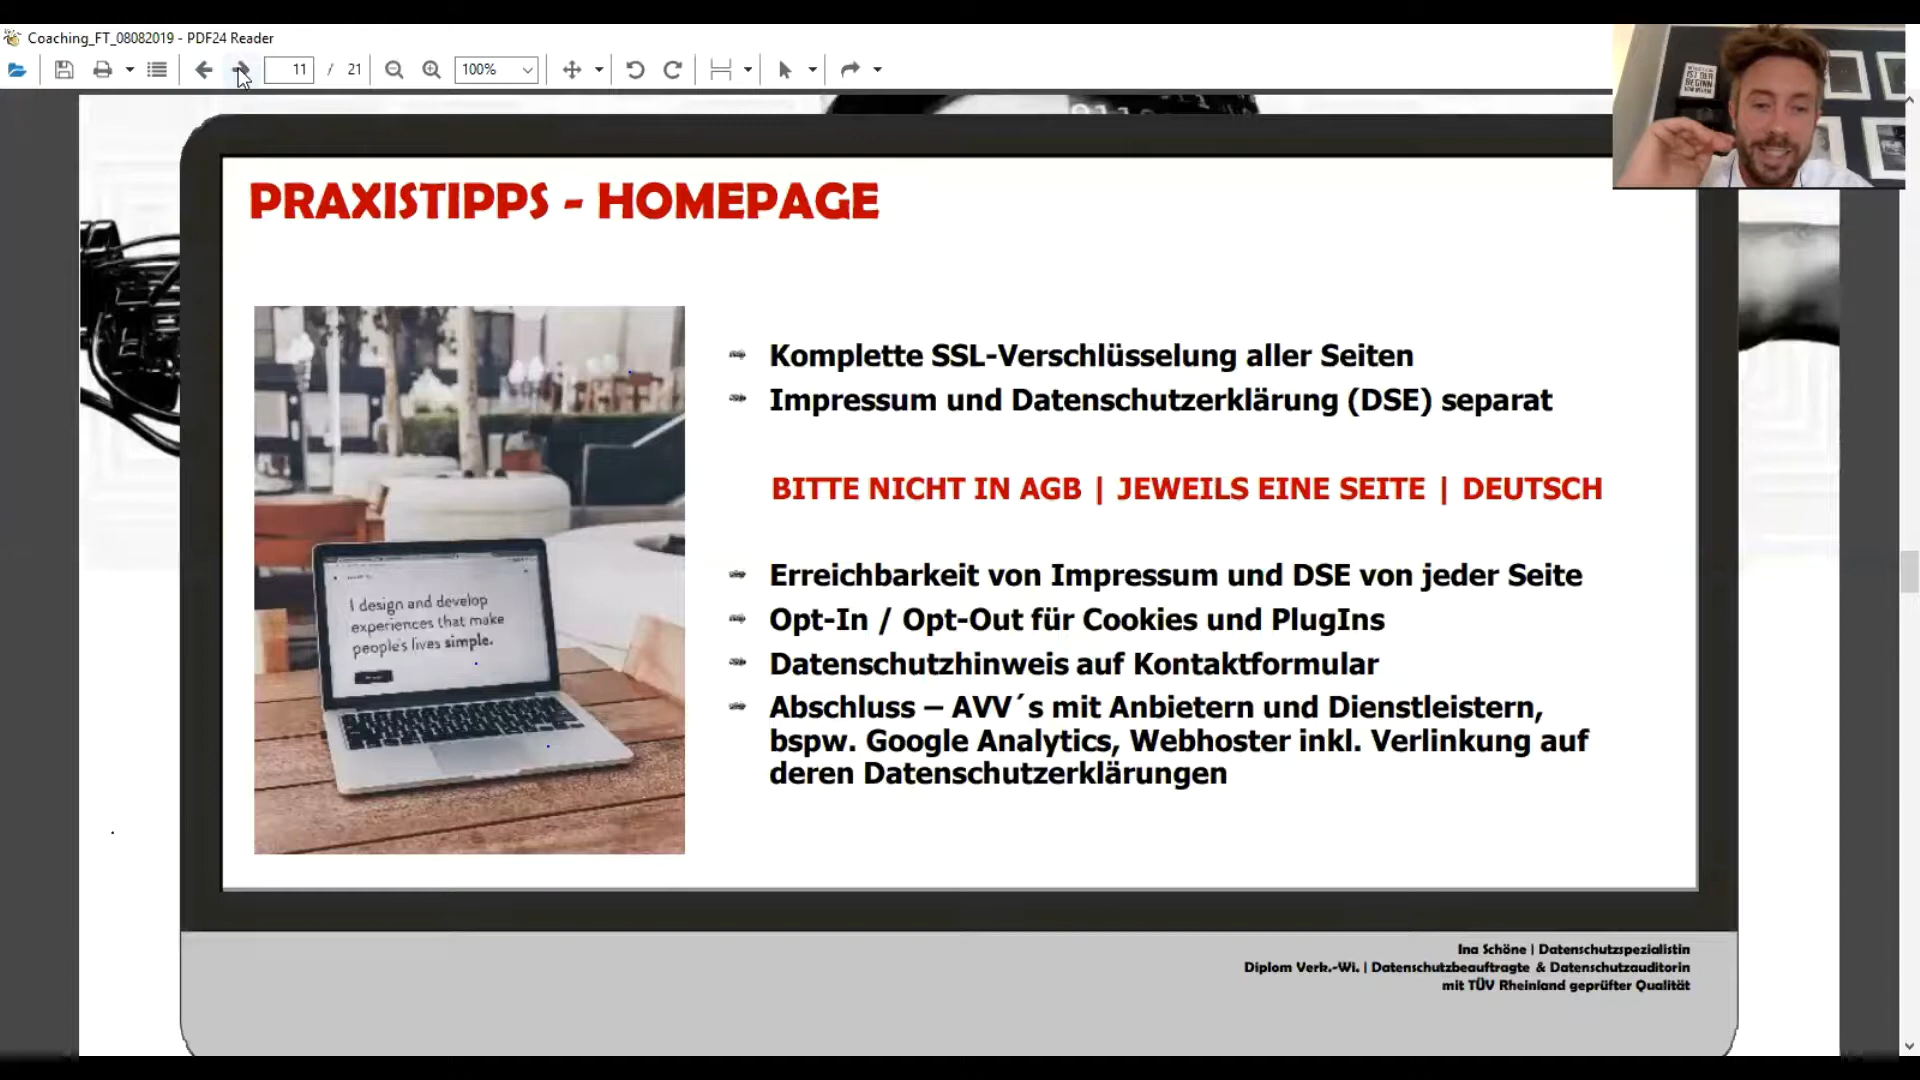 Coaching_FT_08082019 - PDF24 Reader
11 / 21 100%
IST DER
BEGINN
PRAXISTIPPS - HOMEPAGE
Komplette SSL-Verschlüsselung aller Seiten
Impressum und Datenschutzerklärung (DSE) separat
BITTE NICHT IN AGB | JEWEILS EINE SEITE | DEUTSCH
Erreichbarkeit von Impressum und DSE von jeder Seite
Opt-In / Opt-Out für Cookies und PlugIns
Datenschutzhinweis auf Kontaktformular
Abschluss – AVV´s mit Anbietern und Dienstleistern,
bspw. Google Analytics, Webhoster inkl. Verlinkung auf
deren Datenschutzerklärungen
I design and develop
experiences that make
people's lives simple.
Ina Schöne | Datenschutzspezialistin
Diplom Verk.-Wi. | Datenschutzbeauftragte & Datenschutzauditorin
mit TÜV Rheinland geprüfter Qualität